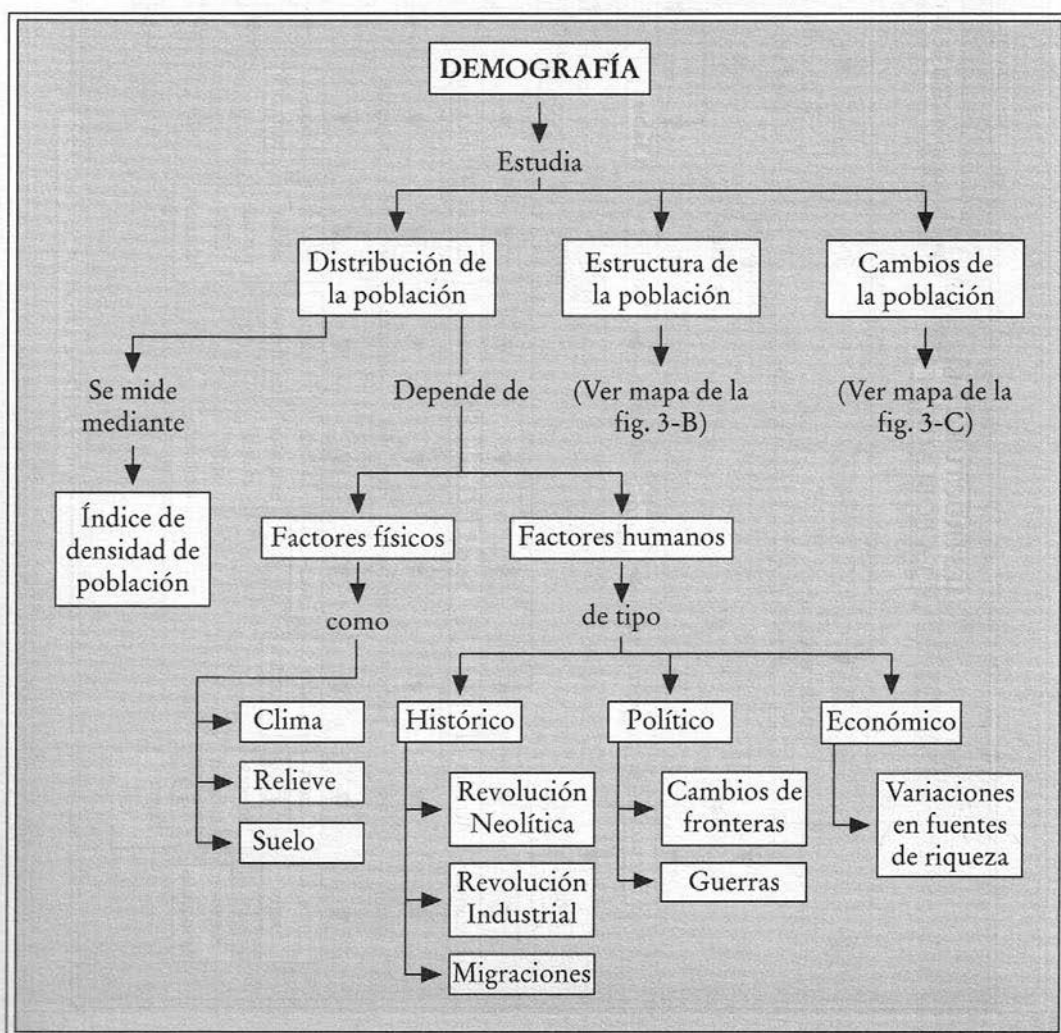 DEMOGRAFÍA
Estudia
Distribución de
la población
Estructura de
la población
Cambios de
la población
Se mide
mediante
Depende de
(Ver mapa de la
fig. 3-B)
(Ver mapa de la
fig. 3-C)
Índice de
densidad de
población
Factores físicos
Factores humanos
como
de tipo
Clima
Relieve
Suelo
Histórico
Revolución
Neolítica
Revolución
Industrial
Migraciones
Político
Cambios de
fronteras
Guerras
Económico
Variaciones
en fuentes
de riqueza